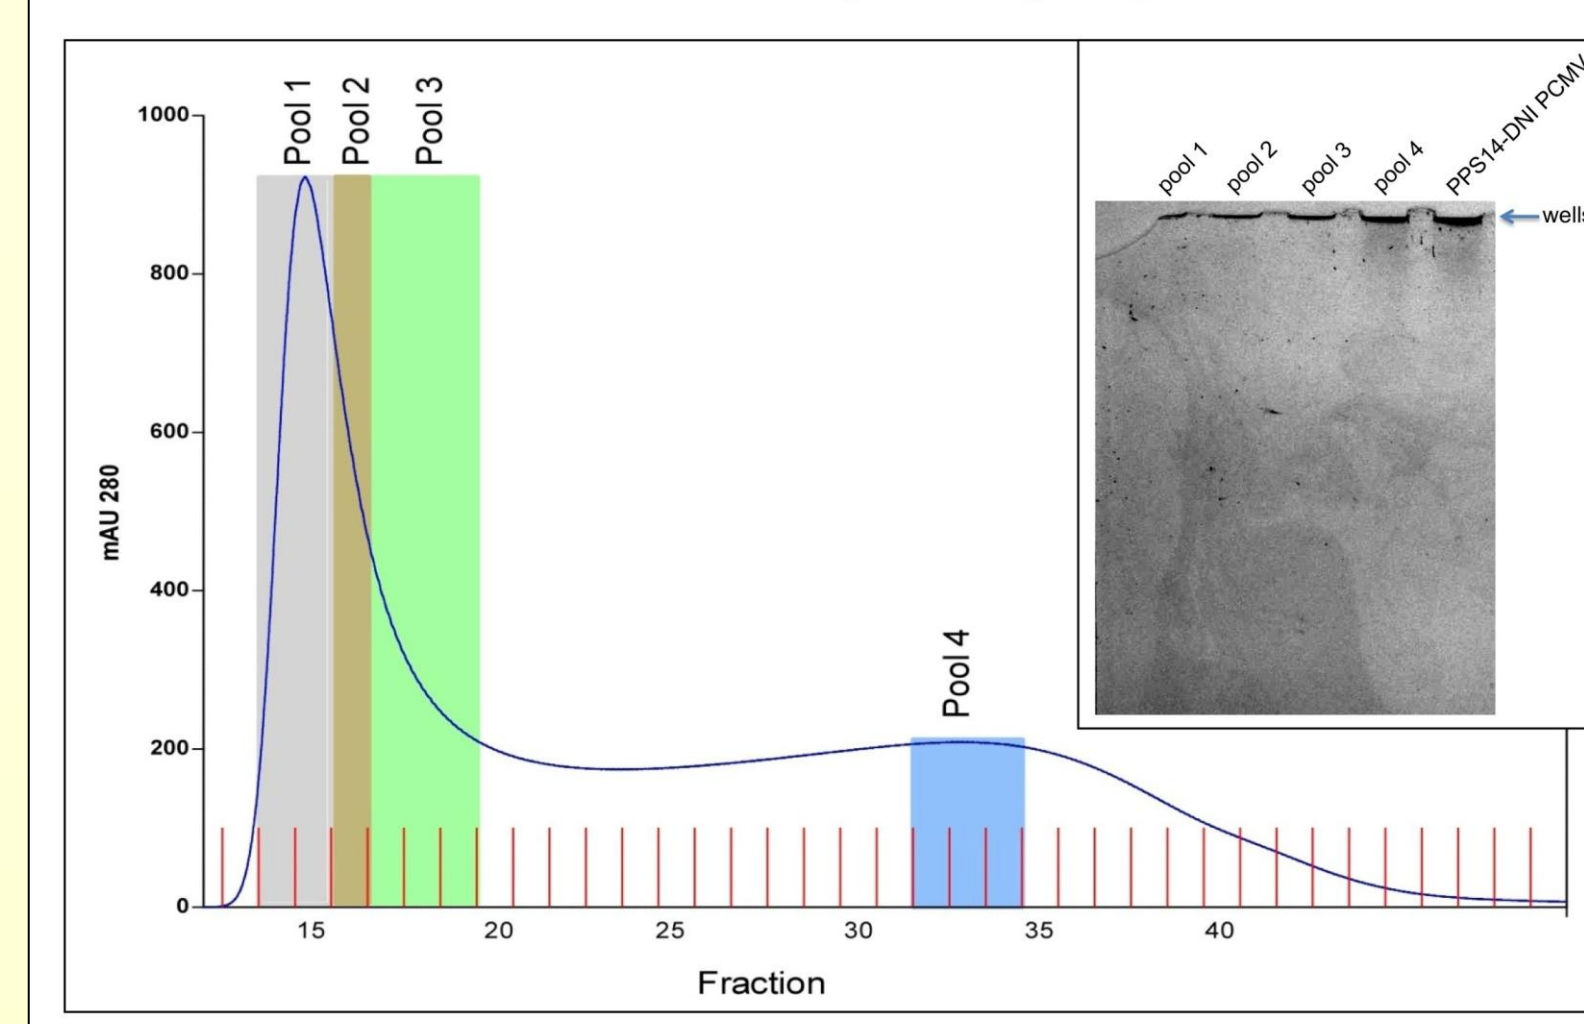 Pool 1
Pool 2
Pool 3
1000
800
600
400
200
0
mAU 280
Pool 4
15
20
25
30
35
40
Fraction
pool 1
pool 2
pool 3
pool 4
PPS14-DNI PCMV
wells